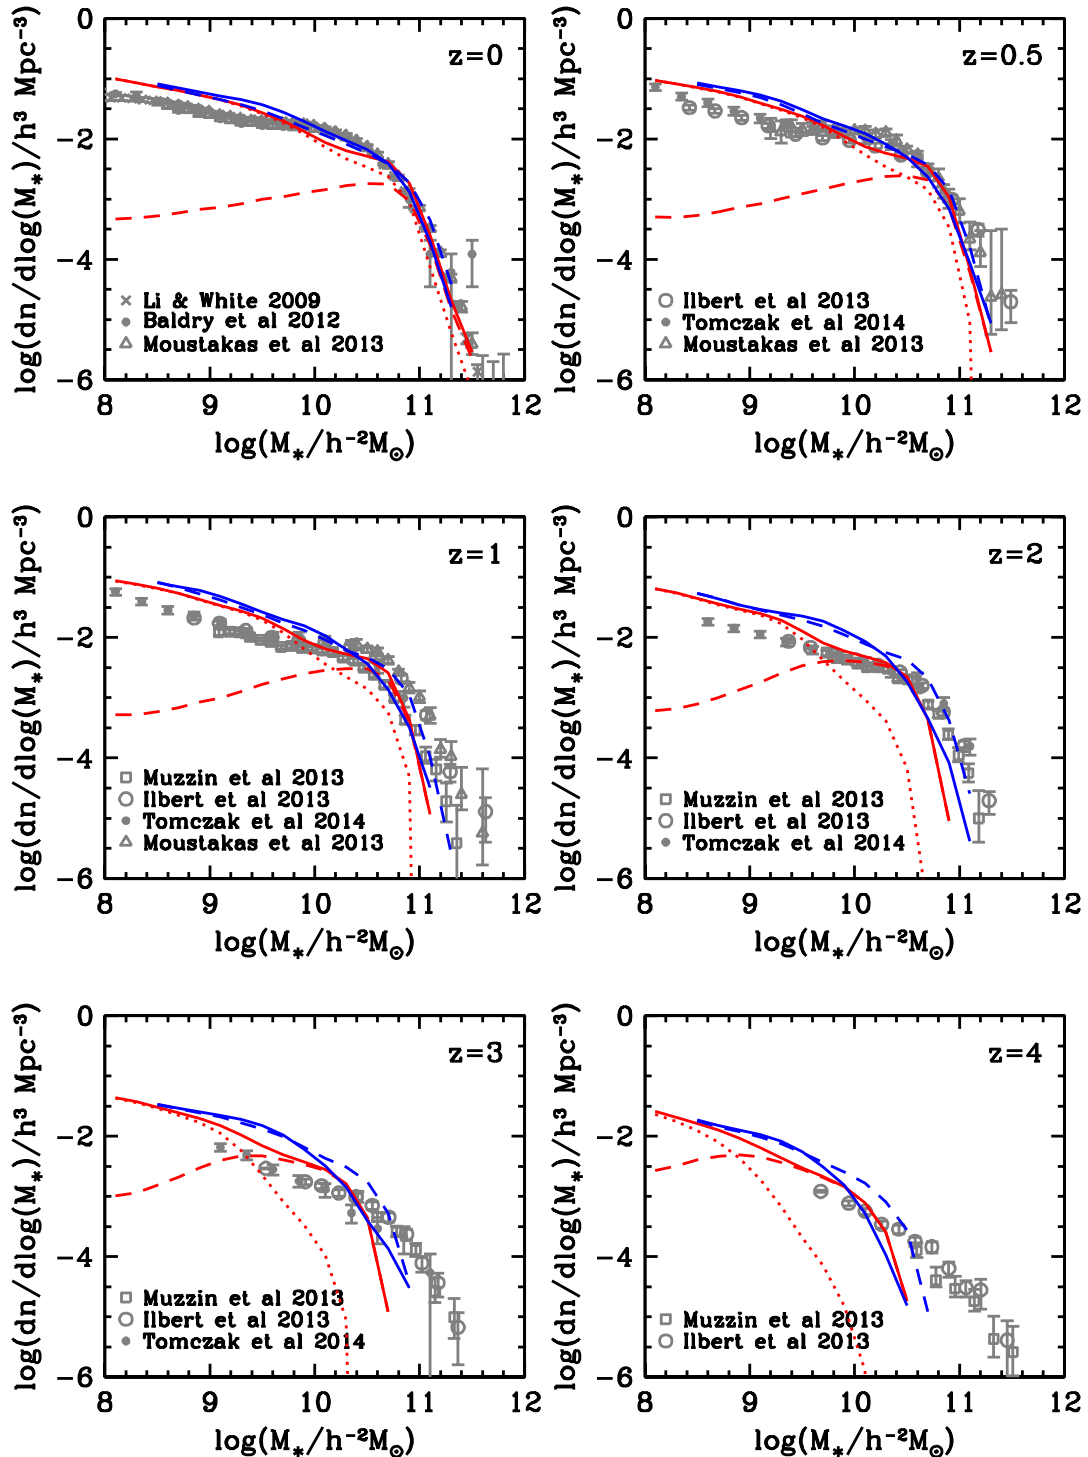 log(dn/dlog(M*)/h³ Mpc⁻³)
0
−2
−4
−6
z=0
× Li & White 2009
Baldry et al 2012
Moustakas et al 2013
8 9 10 11 12
log(M*/h⁻²M⊙)
log(dn/dlog(M*)/h³ Mpc⁻³)
0
−2
−4
−6
z=0.5
Ilbert et al 2013
Tomczak et al 2014
Moustakas et al 2013
8 9 10 11 12
log(M*/h⁻²M⊙)
log(dn/dlog(M*)/h³ Mpc⁻³)
0
−2
−4
−6
z=1
Muzzin et al 2013
Ilbert et al 2013
Tomczak et al 2014
Moustakas et al 2013
8 9 10 11 12
log(M*/h⁻²M⊙)
log(dn/dlog(M*)/h³ Mpc⁻³)
0
−2
−4
−6
z=2
Muzzin et al 2013
Ilbert et al 2013
Tomczak et al 2014
8 9 10 11 12
log(M*/h⁻²M⊙)
log(dn/dlog(M*)/h³ Mpc⁻³)
0
−2
−4
−6
z=3
Muzzin et al 2013
Ilbert et al 2013
Tomczak et al 2014
8 9 10 11 12
log(M*/h⁻²M⊙)
log(dn/dlog(M*)/h³ Mpc⁻³)
0
−2
−4
−6
z=4
Muzzin et al 2013
Ilbert et al 2013
8 9 10 11 12
log(M*/h⁻²M⊙)